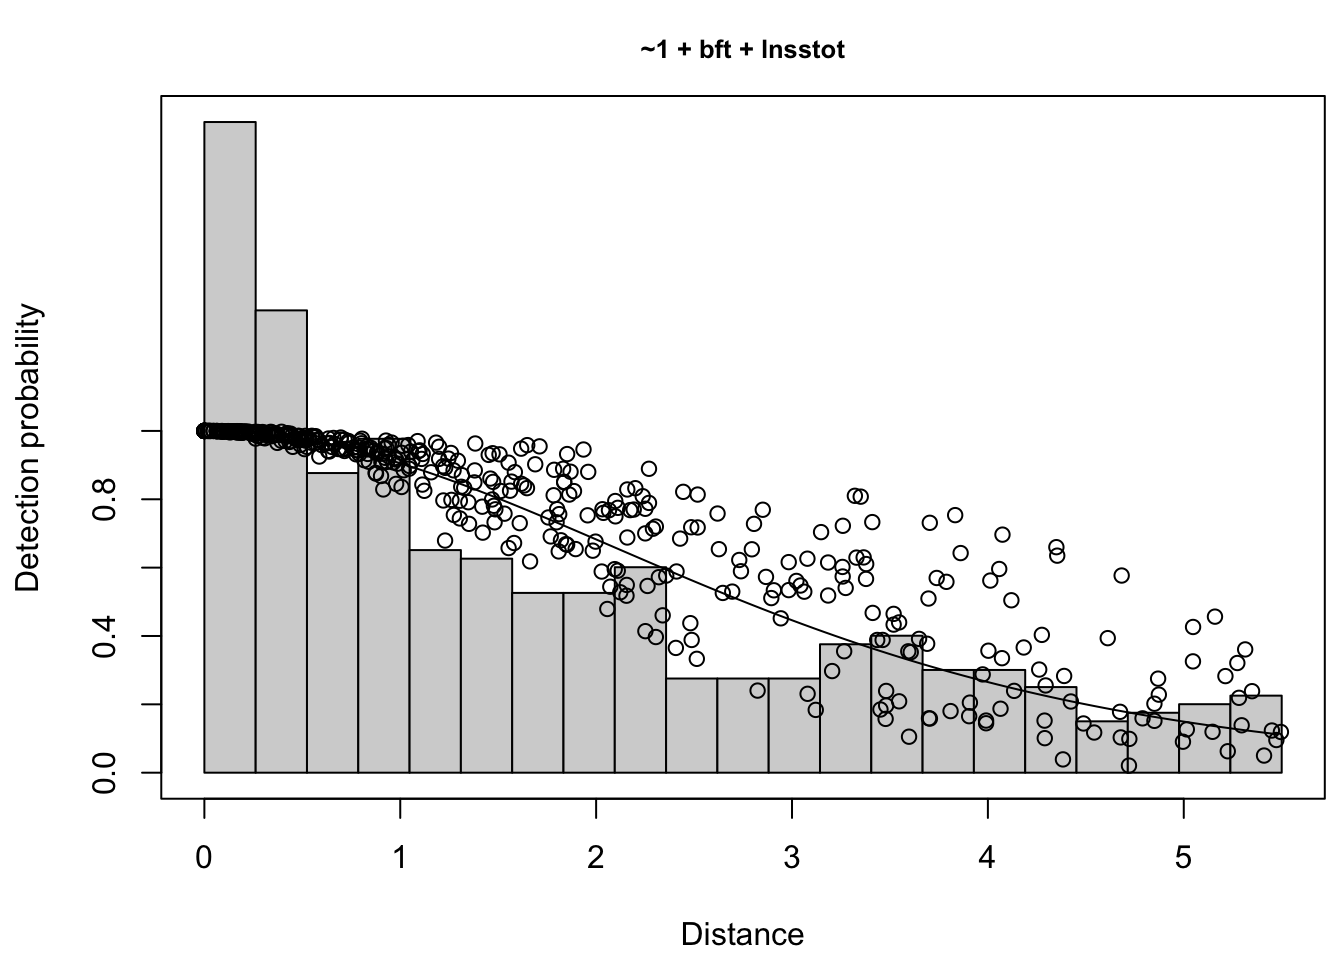 ~1 + bft + lnsstot
Detection probability
0.8
0.4
0.0
0 1 2 3 4 5
Distance